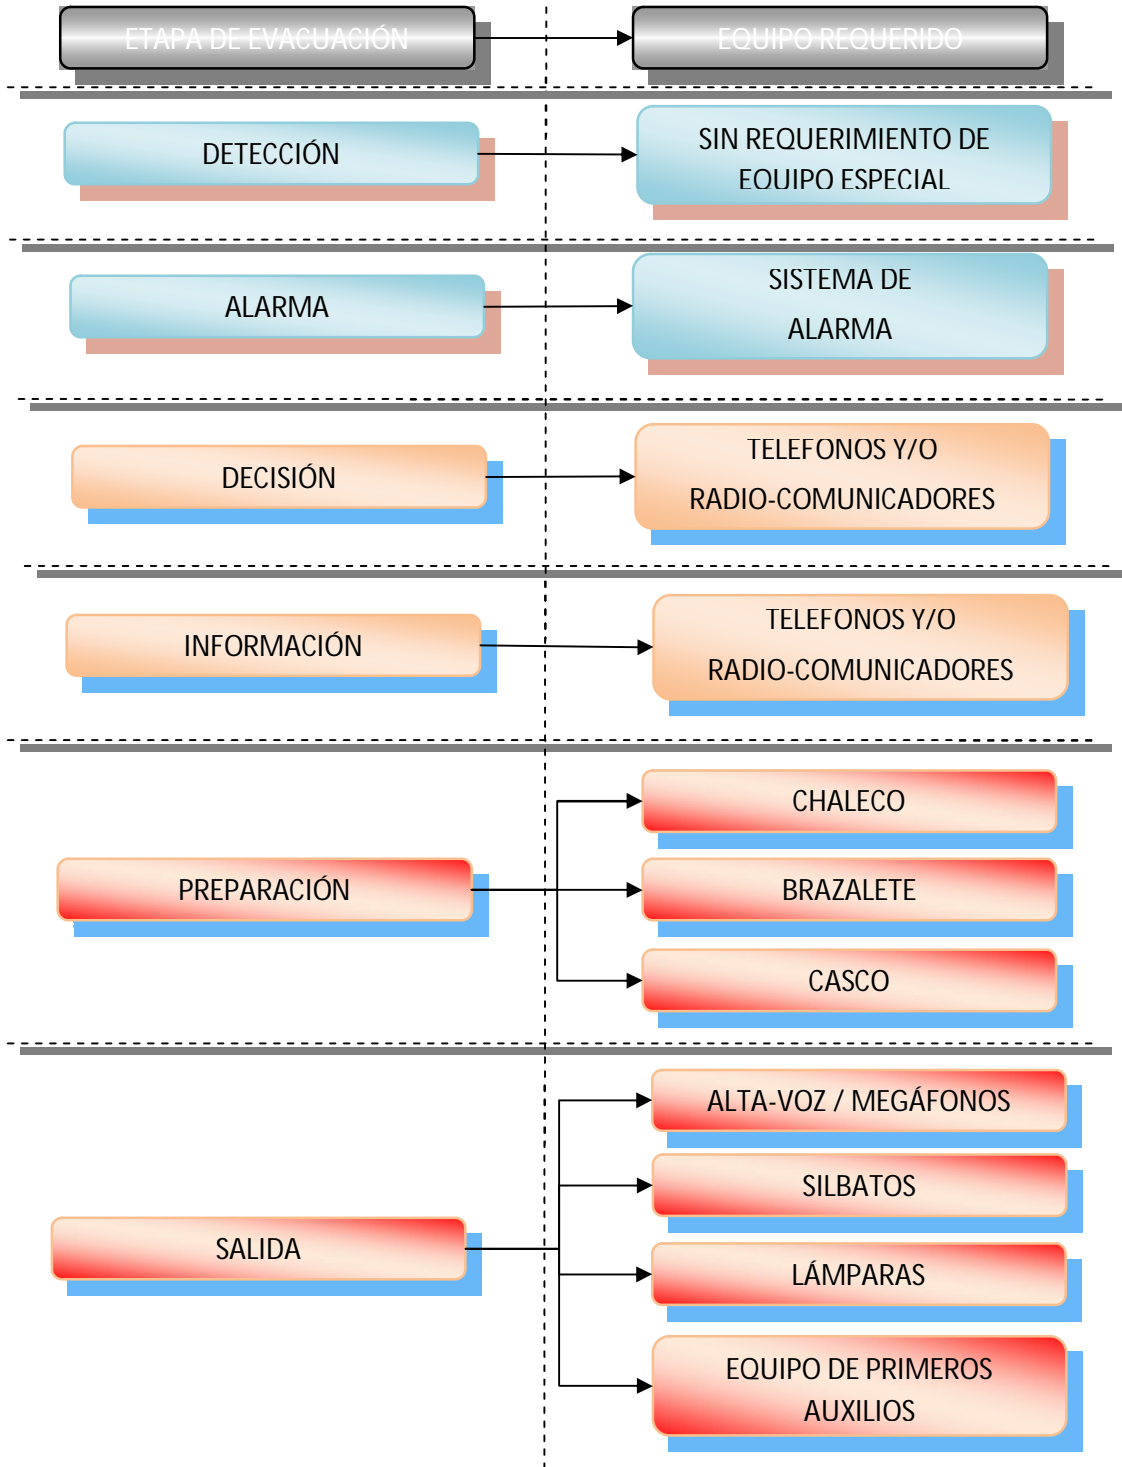 ETAPA DE EVACUACIÓN
EQUIPO REQUERIDO
DETECCIÓN
SIN REQUERIMIENTO DE
EQUIPO ESPECIAL
ALARMA
SISTEMA DE
ALARMA
DECISIÓN
TELEFONOS Y/O
RADIO-COMUNICADORES
INFORMACIÓN
TELEFONOS Y/O
RADIO-COMUNICADORES
PREPARACIÓN
CHALECO
BRAZALETE
CASCO
SALIDA
ALTA-VOZ / MEGÁFONOS
SILBATOS
LÁMPARAS
EQUIPO DE PRIMEROS
AUXILIOS